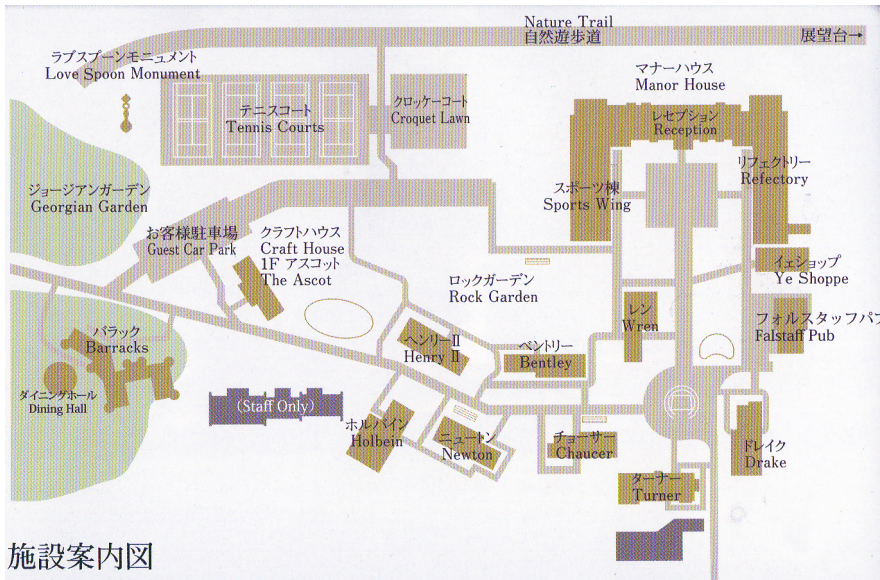 Nature Trail
自然遊歩道
展望台→
ラブスプーンモニュメント
Love Spoon Monument
マナーハウス
Manor House
テニスコート
Tennis Courts
クロッケーコート
Croquet Lawn
レセプション
Reception
リフェクトリー
Refectory
スポーツ棟
Sports Wing
ジョージアンガーデン
Georgian Garden
お客様駐車場
Guest Car Park
クラフトハウス
Craft House
1F アスコット
The Ascot
ロックガーデン
Rock Garden
イェショップ
Ye Shoppe
レン
Wren
フォルスタッフパブ
Falstaff Pub
バラック
Barracks
ヘンリーⅡ
Henry Ⅱ
ベントリー
Bentley
ダイニングホール
Dining Hall
(Staff Only)
ホルバイン
Holbein
ニュートン
Newton
チョーサー
Chaucer
ドレイク
Drake
ターナー
Turner
施設案内図